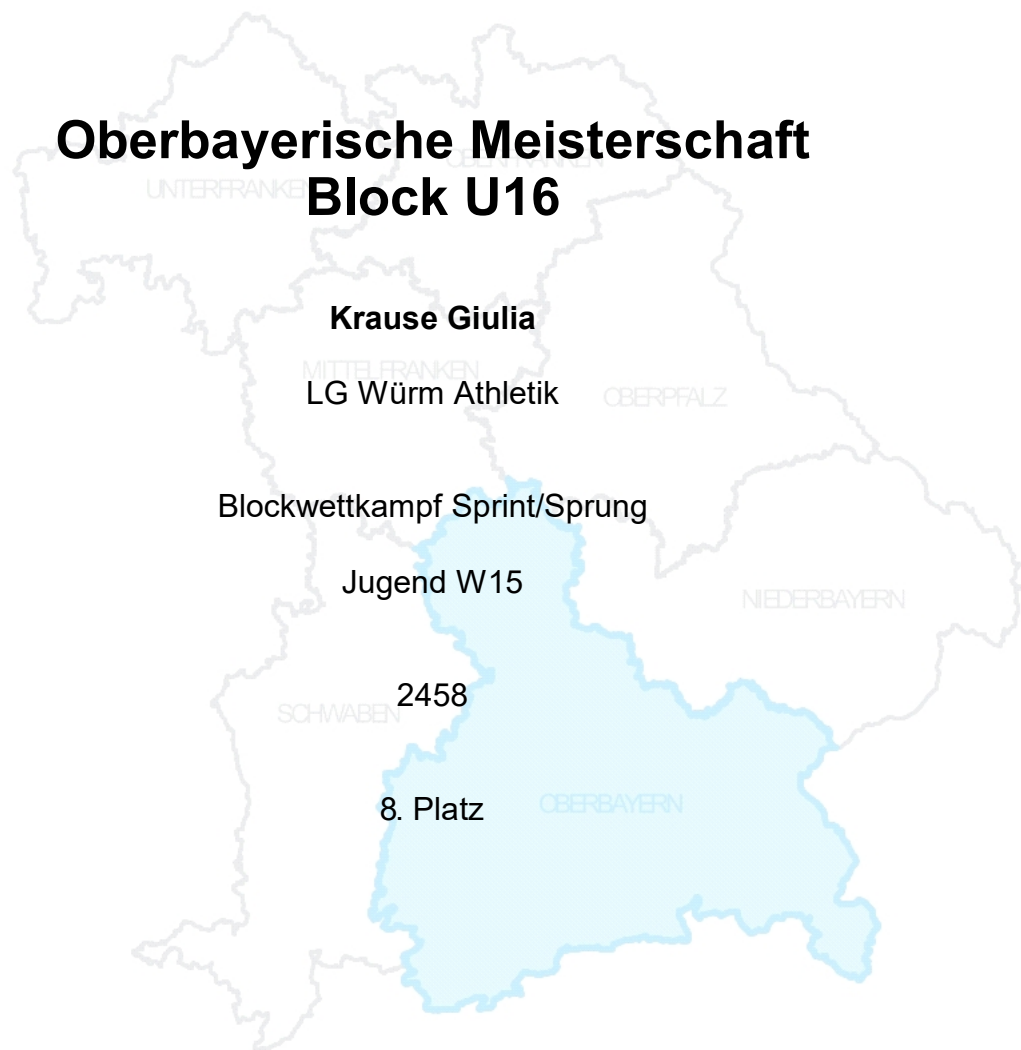 Oberbayerische Meisterschaft
OBERFRANKEN
UNTERFRANKEN
Block U16
Krause Giulia
MITTELFRANKEN
LG Würm Athletik
OBERPFALZ
Blockwettkampf Sprint/Sprung
Jugend W15
NIEDERBAYERN
2458
SCHWABEN
8. Platz
OBERBAYERN